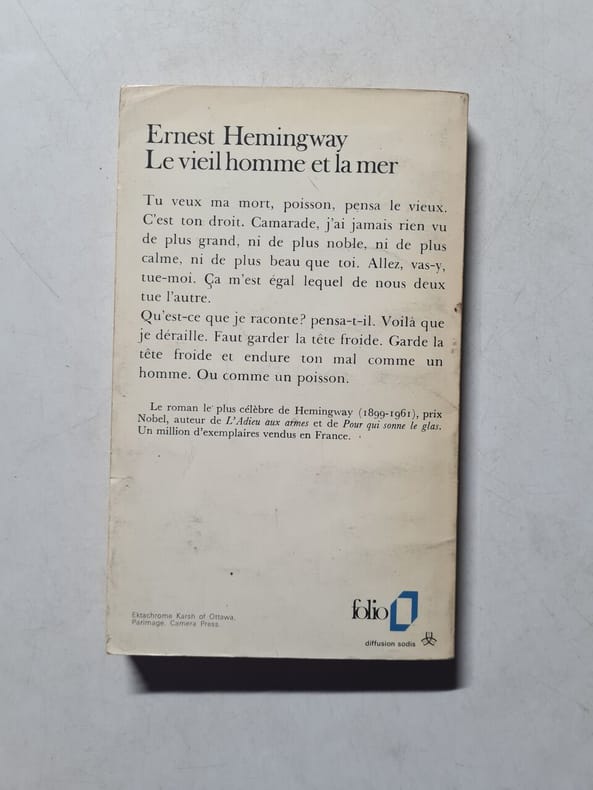 Ernest Hemingway
Le vieil homme et la mer
Tu veux ma mort, poisson, pensa le vieux.
C'est ton droit. Camarade, j'ai jamais rien vu
de plus grand, ni de plus noble, ni de plus
calme, ni de plus beau que toi. Allez, vas-y,
tue-moi. Ça m'est égal lequel de nous deux
tue l'autre.
Qu'est-ce que je raconte? pensa-t-il. Voilà que
je déraille. Faut garder la tête froide. Garde la
tête froide et endure ton mal comme un
homme. Ou comme un poisson.
Le roman le plus célèbre de Hemingway (1899-1961), prix
Nobel, auteur de L'Adieu aux armes et de Pour qui sonne le glas.
Un million d'exemplaires vendus en France.
Ektachrome Karsh of Ottawa,
Parimage. Camera Press.
folio
diffusion sodis